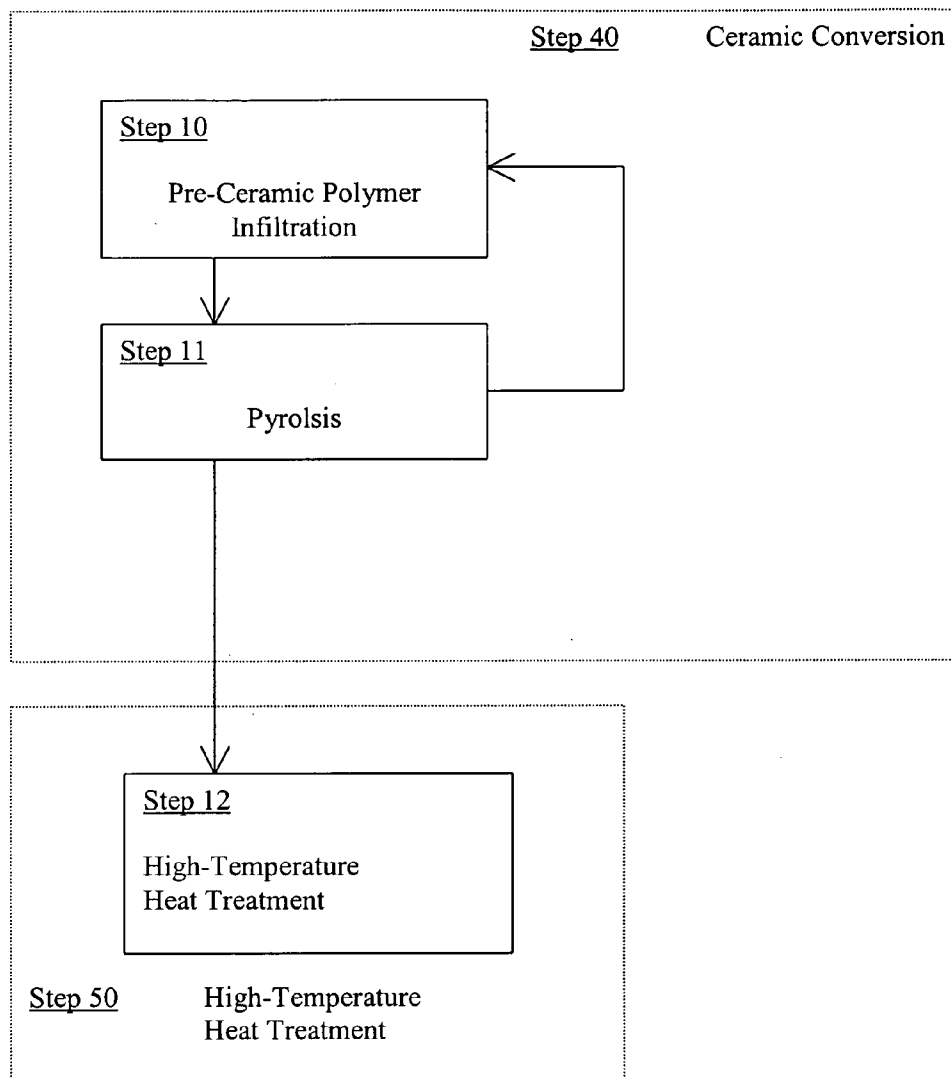 Step 40 Ceramic Conversion
Step 10
Pre-Ceramic Polymer
Infiltration
Step 11
Pyrolsis
Step 12
High-Temperature
Heat Treatment
Step 50 High-Temperature
Heat Treatment